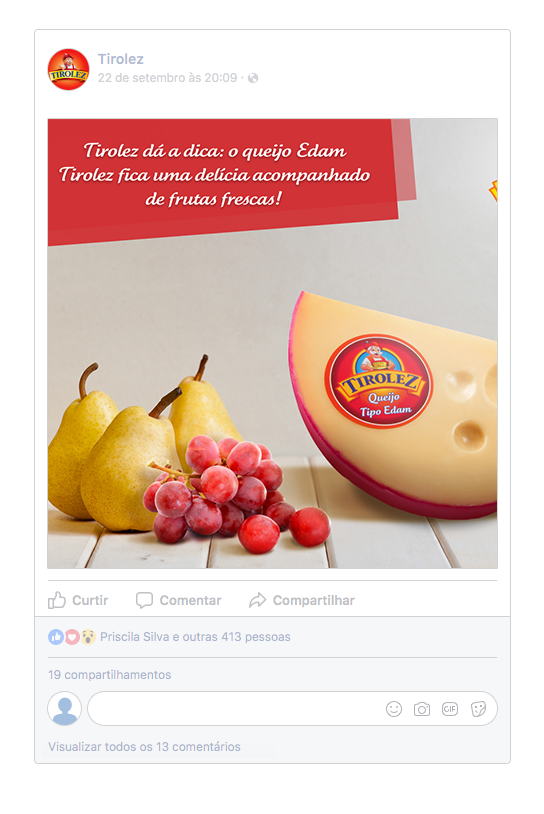 TIROLEZ
Tirolez
22 de setembro às 20:09 ·
Tirolez dá a dica: o queijo Edam
Tirolez fica uma delícia acompanhado
de frutas frescas!
TIROLEZ
Queijo
Tipo Edam
Curtir
Comentar
Compartilhar
Priscila Silva e outras 413 pessoas
19 compartilhamentos
GIF
Visualizar todos os 13 comentários